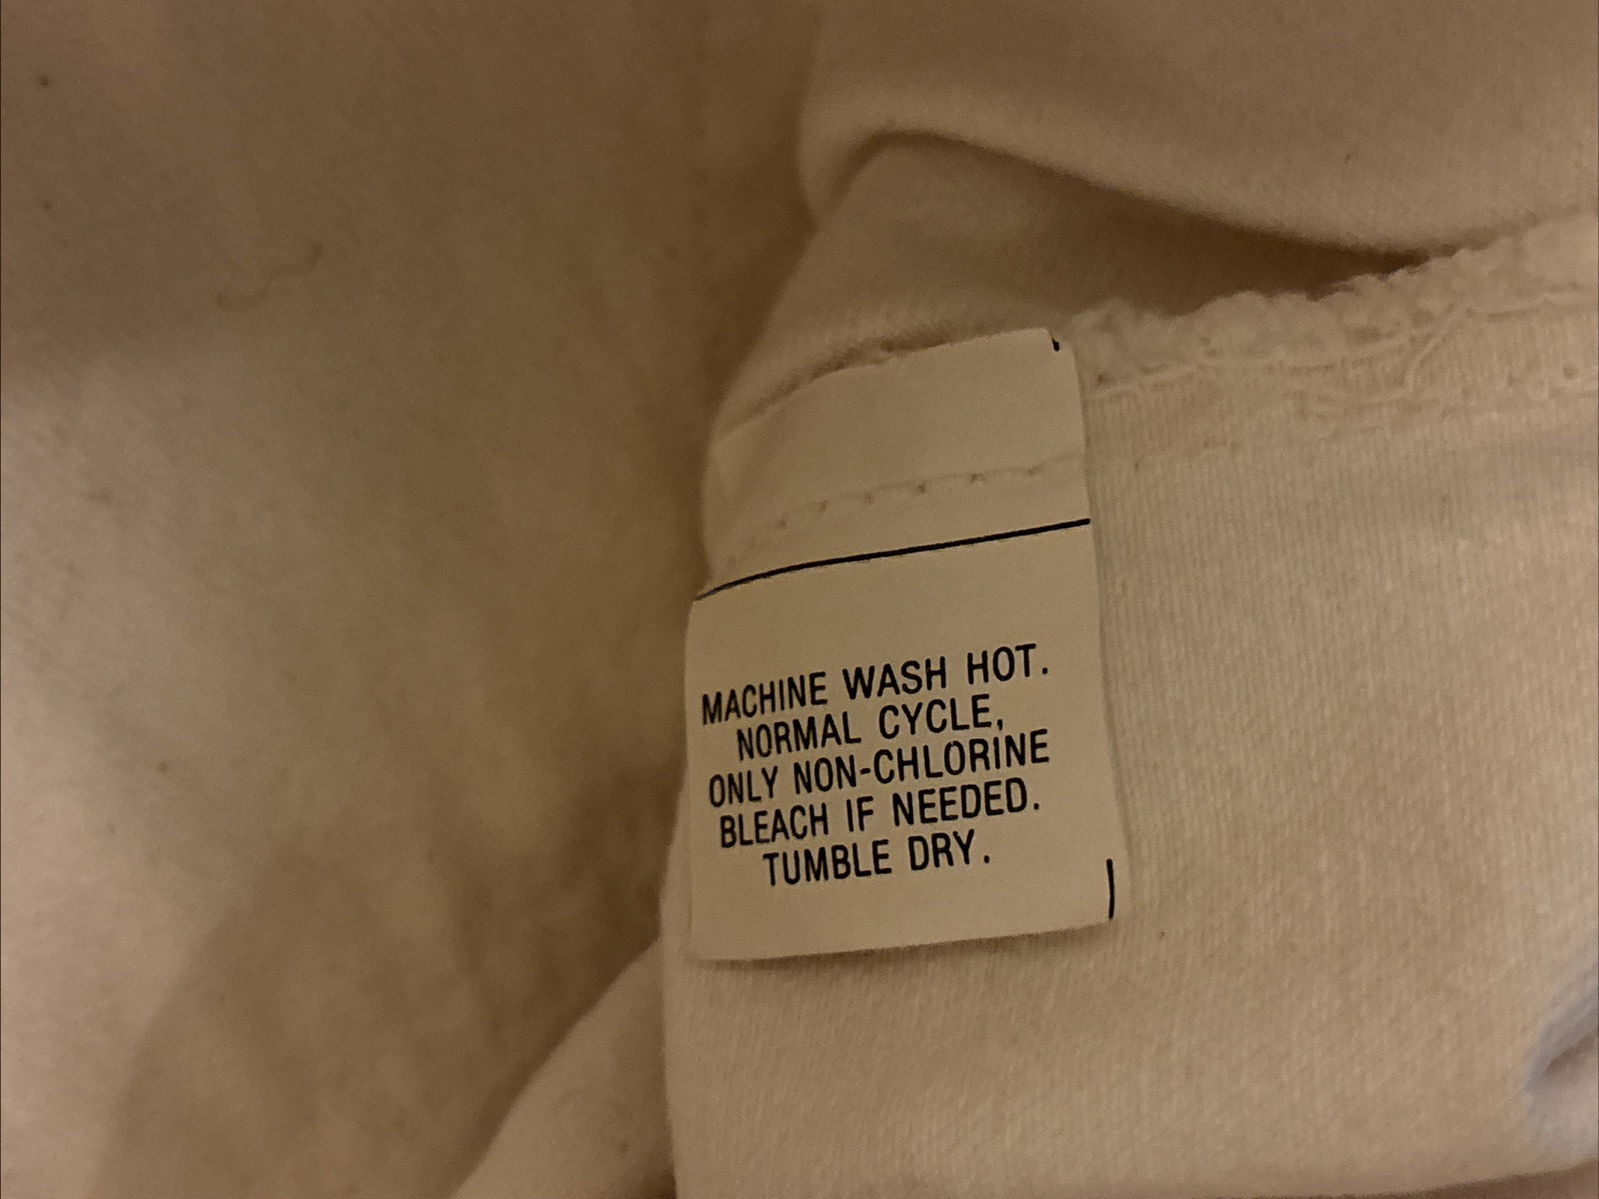 MACHINE WASH HOT.
NORMAL CYCLE,
ONLY NON-CHLORINE
BLEACH IF NEEDED.
TUMBLE DRY.